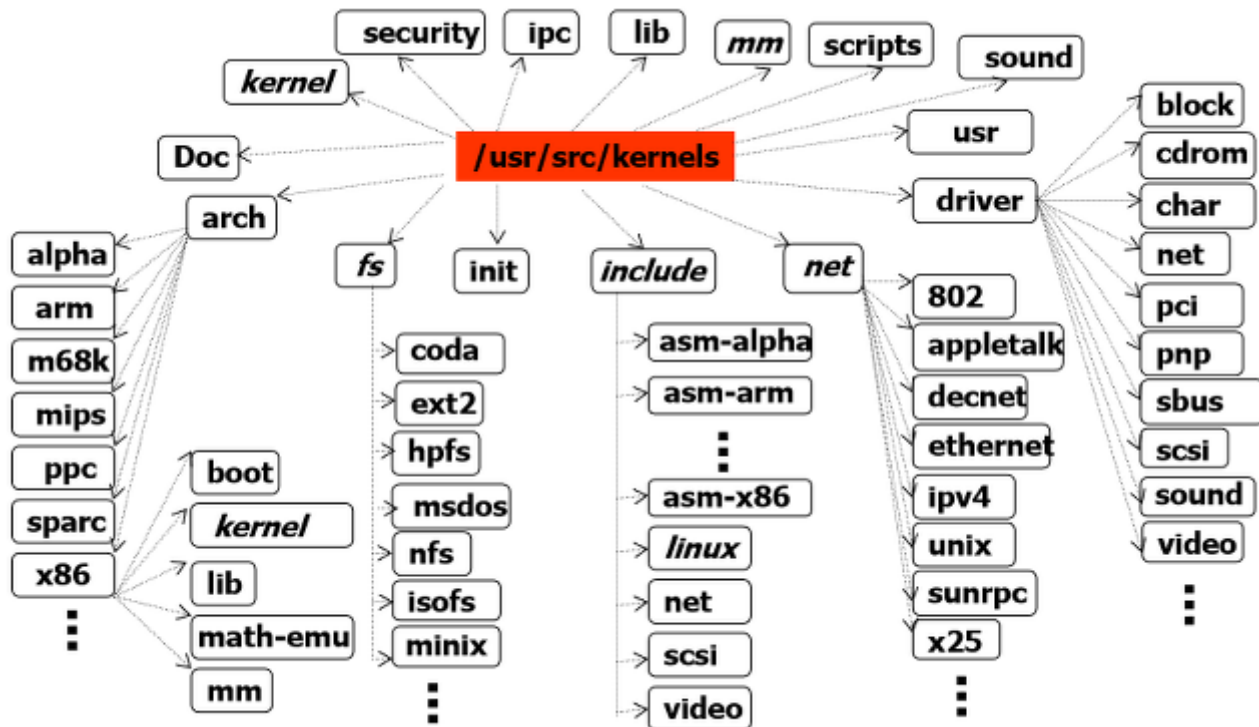 security
ipc
lib
mm
scripts
sound
kernel
/usr/src/kernels
usr
Doc
driver
arch
fs
init
include
net
alpha
arm
m68k
mips
ppc
sparc
x86
boot
kernel
lib
math-emu
mm
coda
ext2
hpfs
msdos
nfs
isofs
minix
asm-alpha
asm-arm
asm-x86
linux
net
scsi
video
802
appletalk
decnet
ethernet
ipv4
unix
sunrpc
x25
block
cdrom
char
net
pci
pnp
sbus
scsi
sound
video